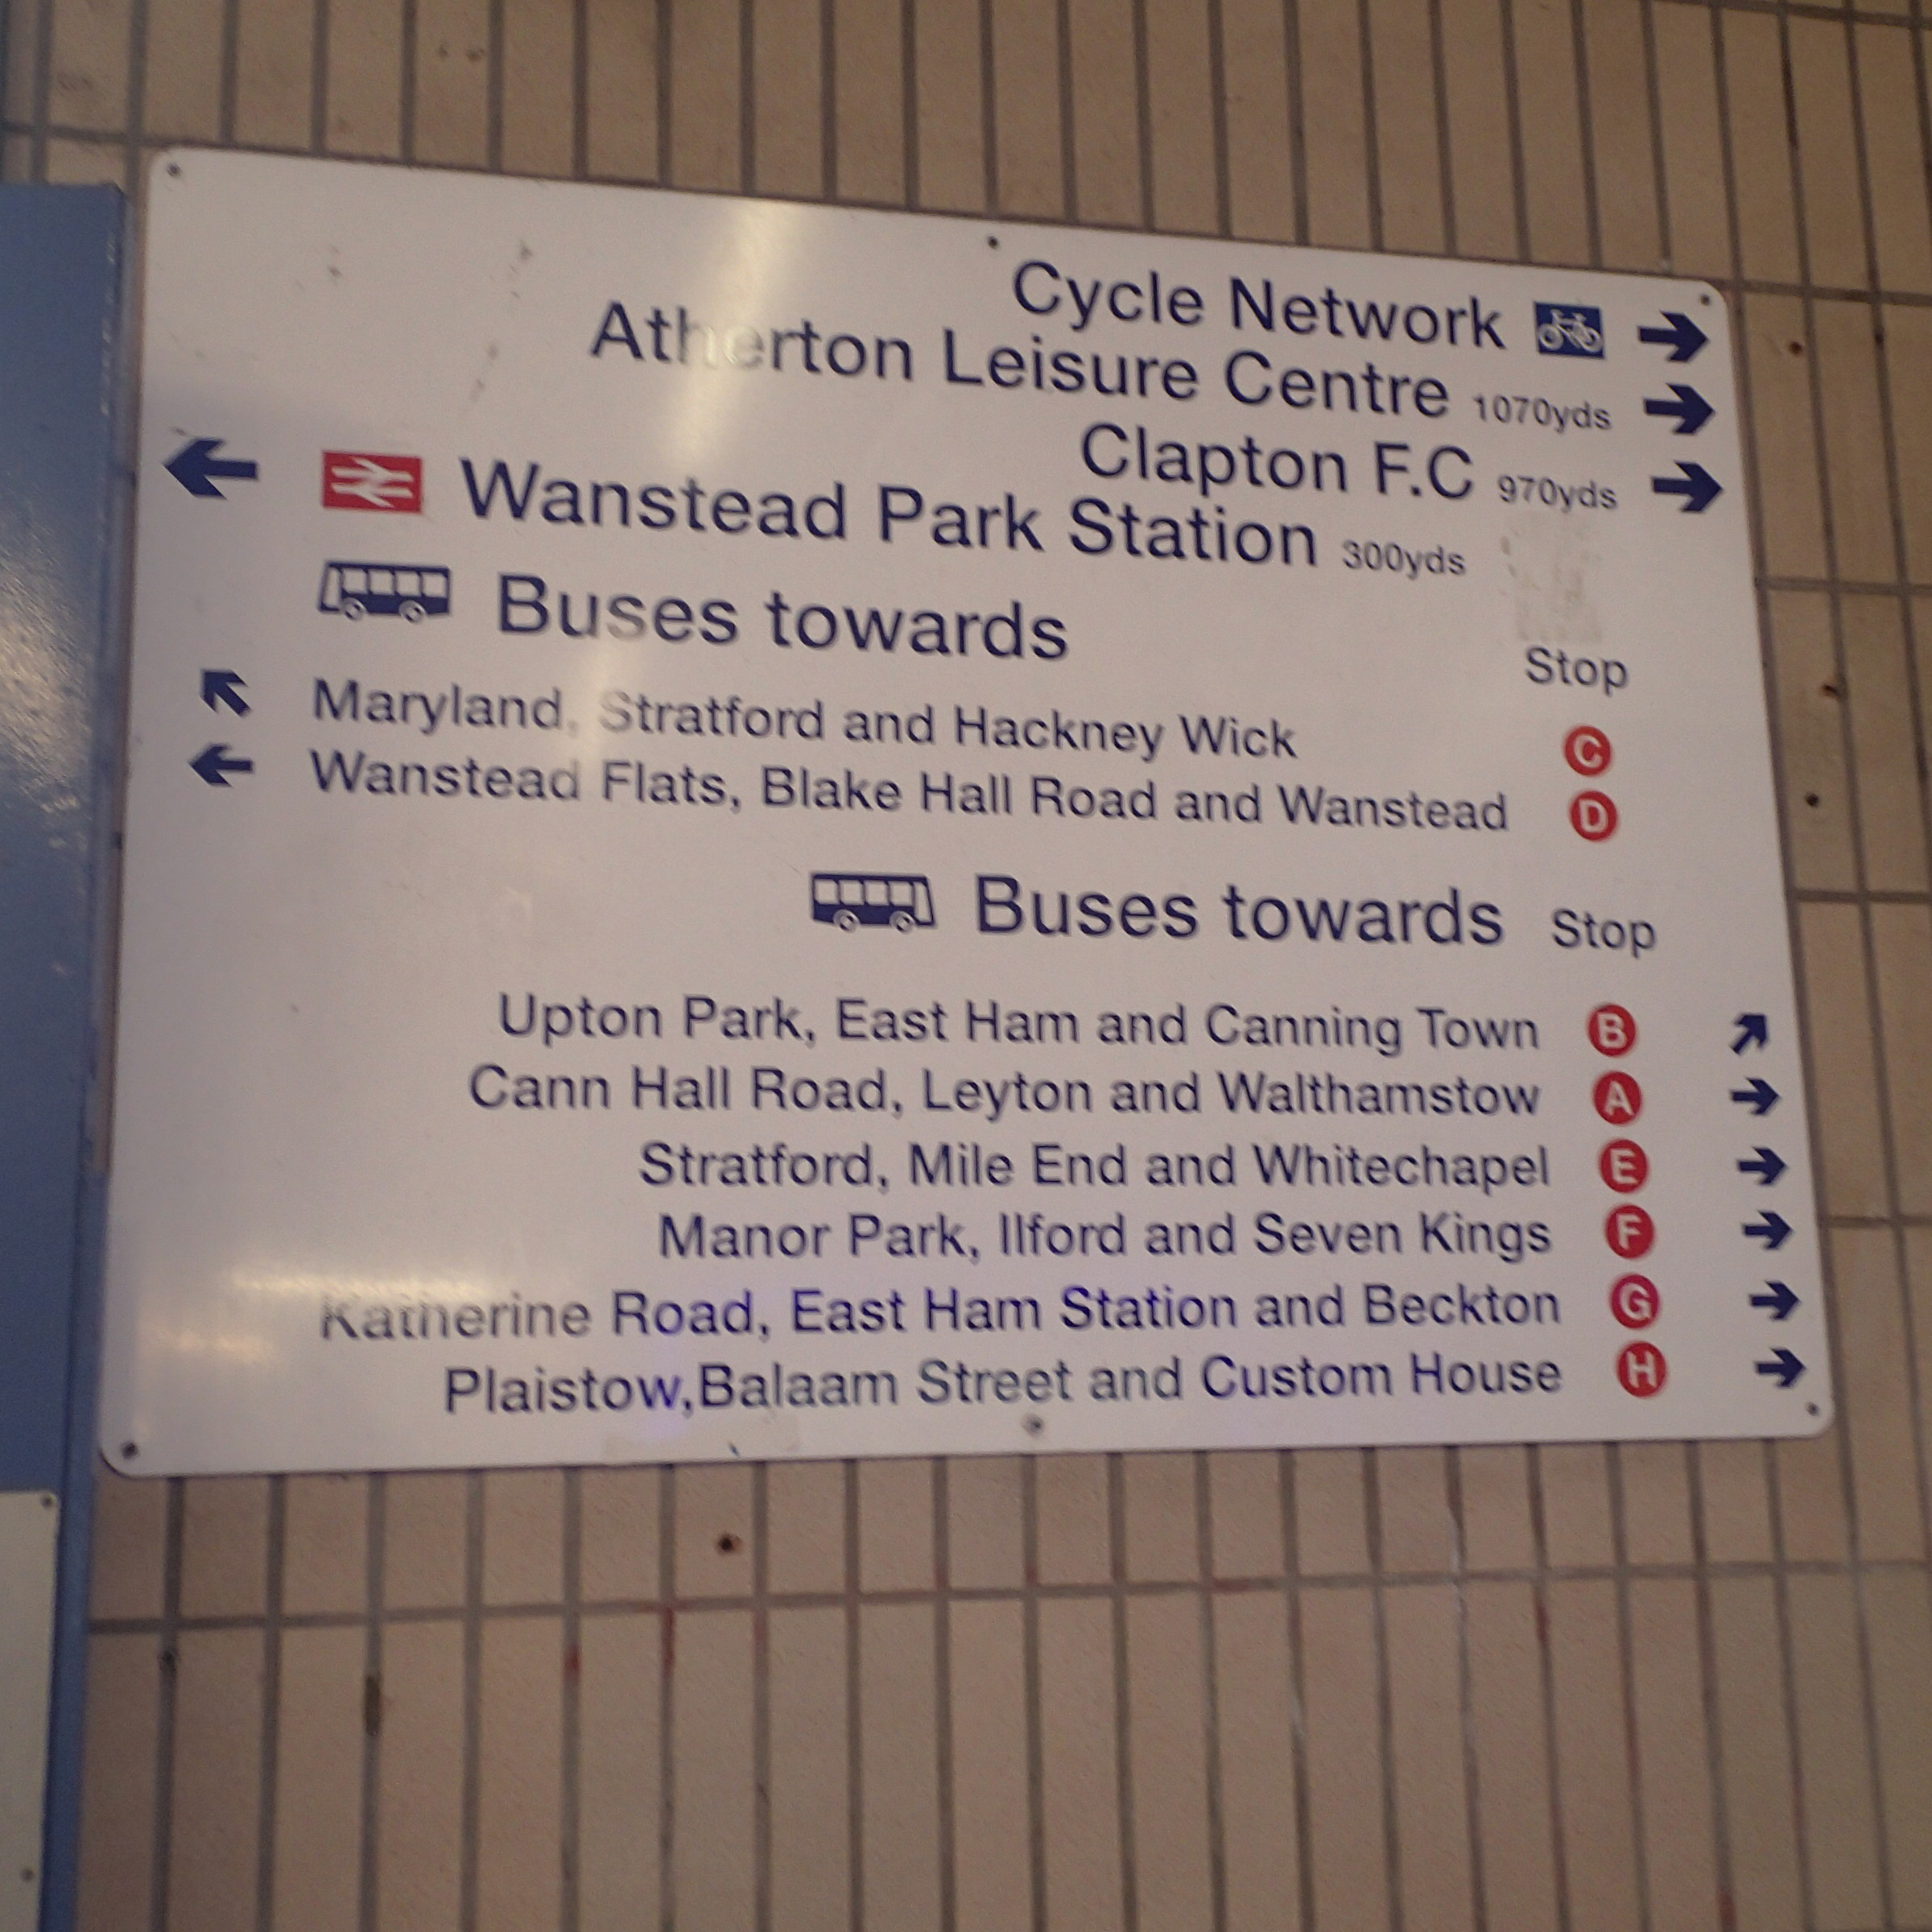 Cycle Network
Atherton Leisure Centre 1070yds
Clapton F.C 970yds
Wanstead Park Station 300yds
Buses towards
Stop
Maryland, Stratford and Hackney Wick C
Wanstead Flats, Blake Hall Road and Wanstead D
Buses towards Stop
Upton Park, East Ham and Canning Town B
Cann Hall Road, Leyton and Walthamstow A
Stratford, Mile End and Whitechapel E
Manor Park, Ilford and Seven Kings F
Katherine Road, East Ham Station and Beckton G
Plaistow,Balaam Street and Custom House H